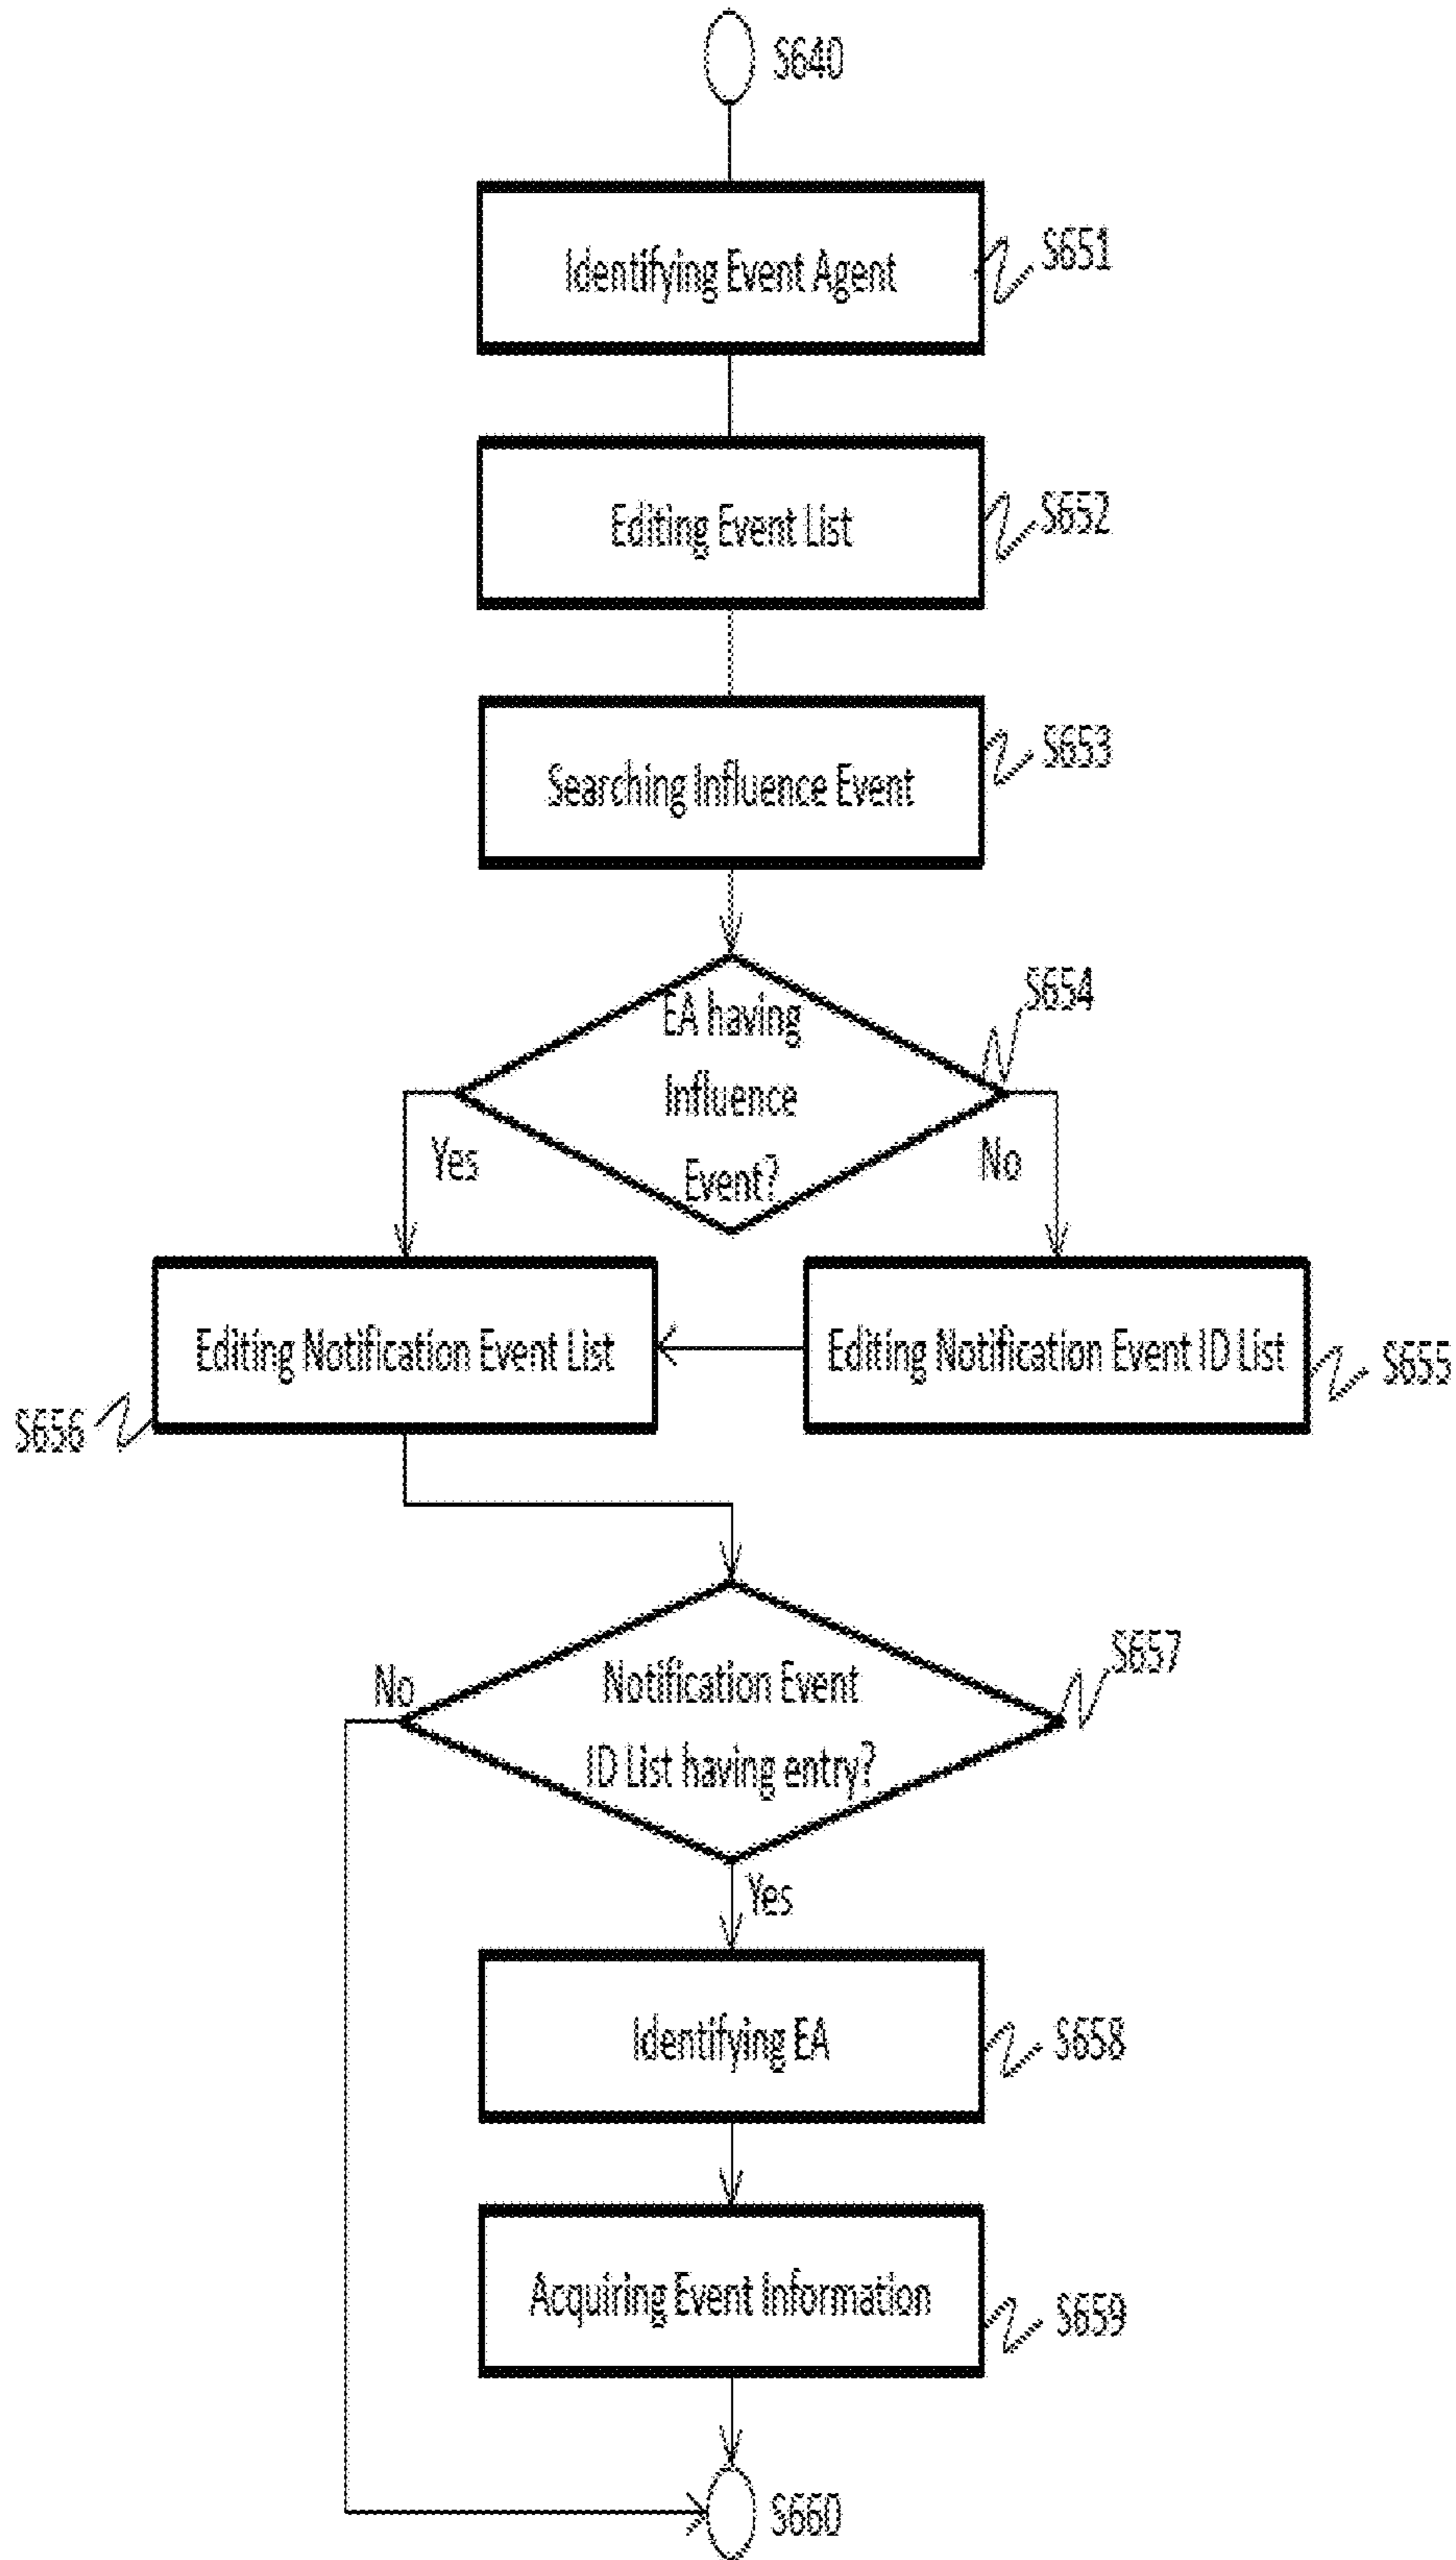 S640
Identifying Event Agent
S651
Editing Event List
S652
Searching Influence Event
S653
EA having
Influence
Event?
S654
Yes
No
Editing Notification Event List
Editing Notification Event ID List
S655
S656
Notification Event
ID List having entry?
S657
No
Yes
Identifying EA
S658
Acquiring Event Information
S659
S660